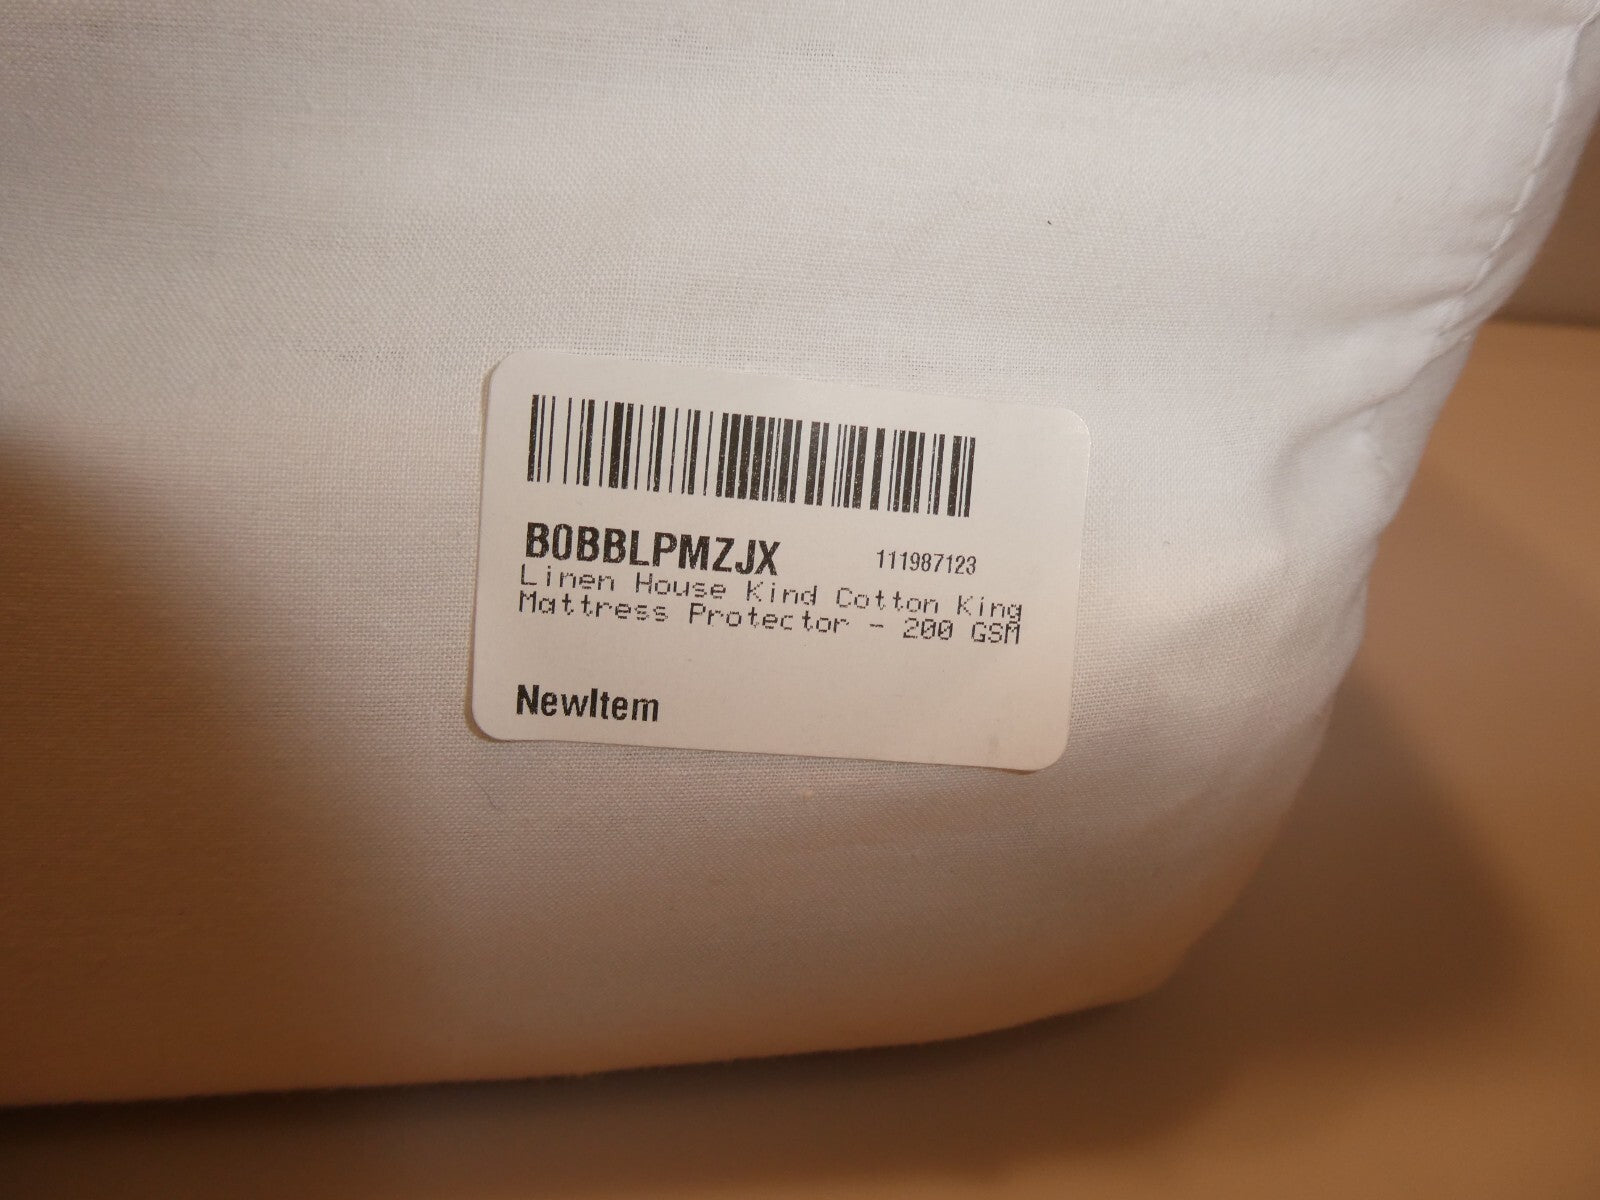 B0BBLPMZJX 111987123
Linen House Kind Cotton King
Mattress Protector - 200 GSM
NewItem